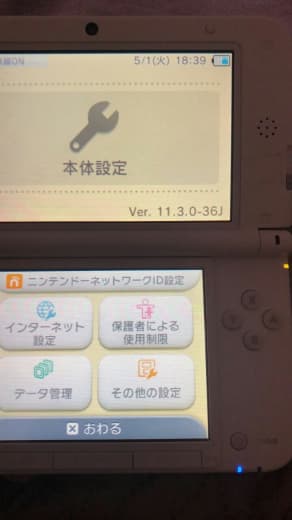 5/1(火) 18:39
本体設定
Ver. 11.3.0-36J
ニンテンドーネットワークID設定
インターネット
設定
保護者による
使用制限
データ管理
その他の設定
X おわる
X
Y
A
B